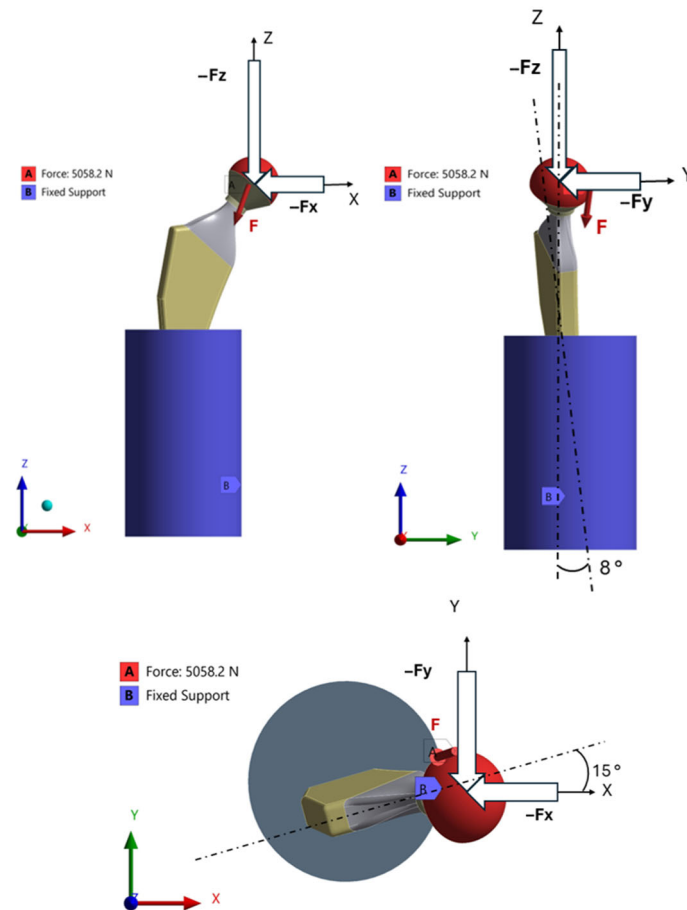 Z
–Fz
A Force: 5058.2 N
B Fixed Support
A
X
–Fx
F
B
Z
X
Z
–Fz
A Force: 5058.2 N
B Fixed Support
Y
–Fy
F
B
Z
Y
8°
Y
A Force: 5058.2 N
B Fixed Support
–Fy
F
A
15°
B
X
–Fx
Y
Z
X